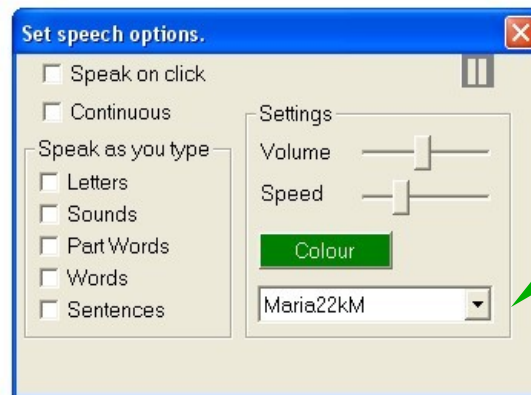 Set speech options.
Speak on click
Continuous
Speak as you type
Letters
Sounds
Part Words
Words
Sentences
Settings
Volume
Speed
Colour
Maria22kM